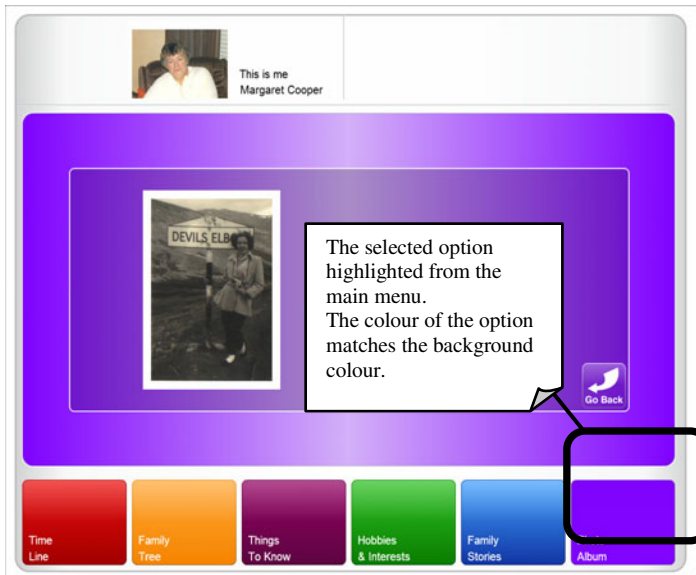 This is me
Margaret Cooper
DEVILS ELBO
The selected option
highlighted from the
main menu.
The colour of the option
matches the background
colour.
Go Back
Time
Line
Family
Tree
Things
To Know
Hobbies
& Interests
Family
Stories
Album